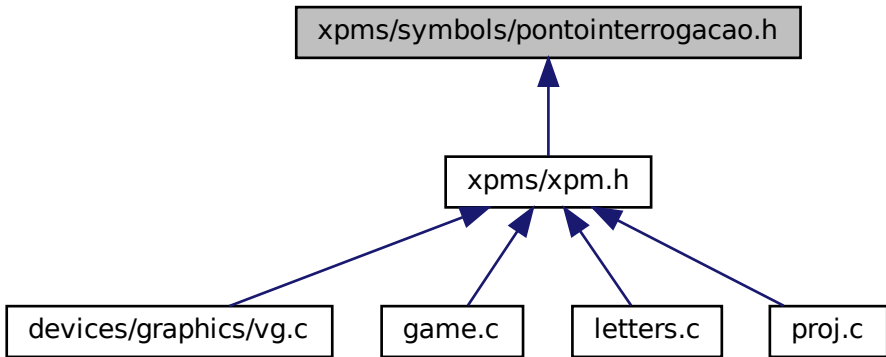 xpms/symbols/pontointerrogacao.h
xpms/xpm.h
devices/graphics/vg.c
game.c
letters.c
proj.c